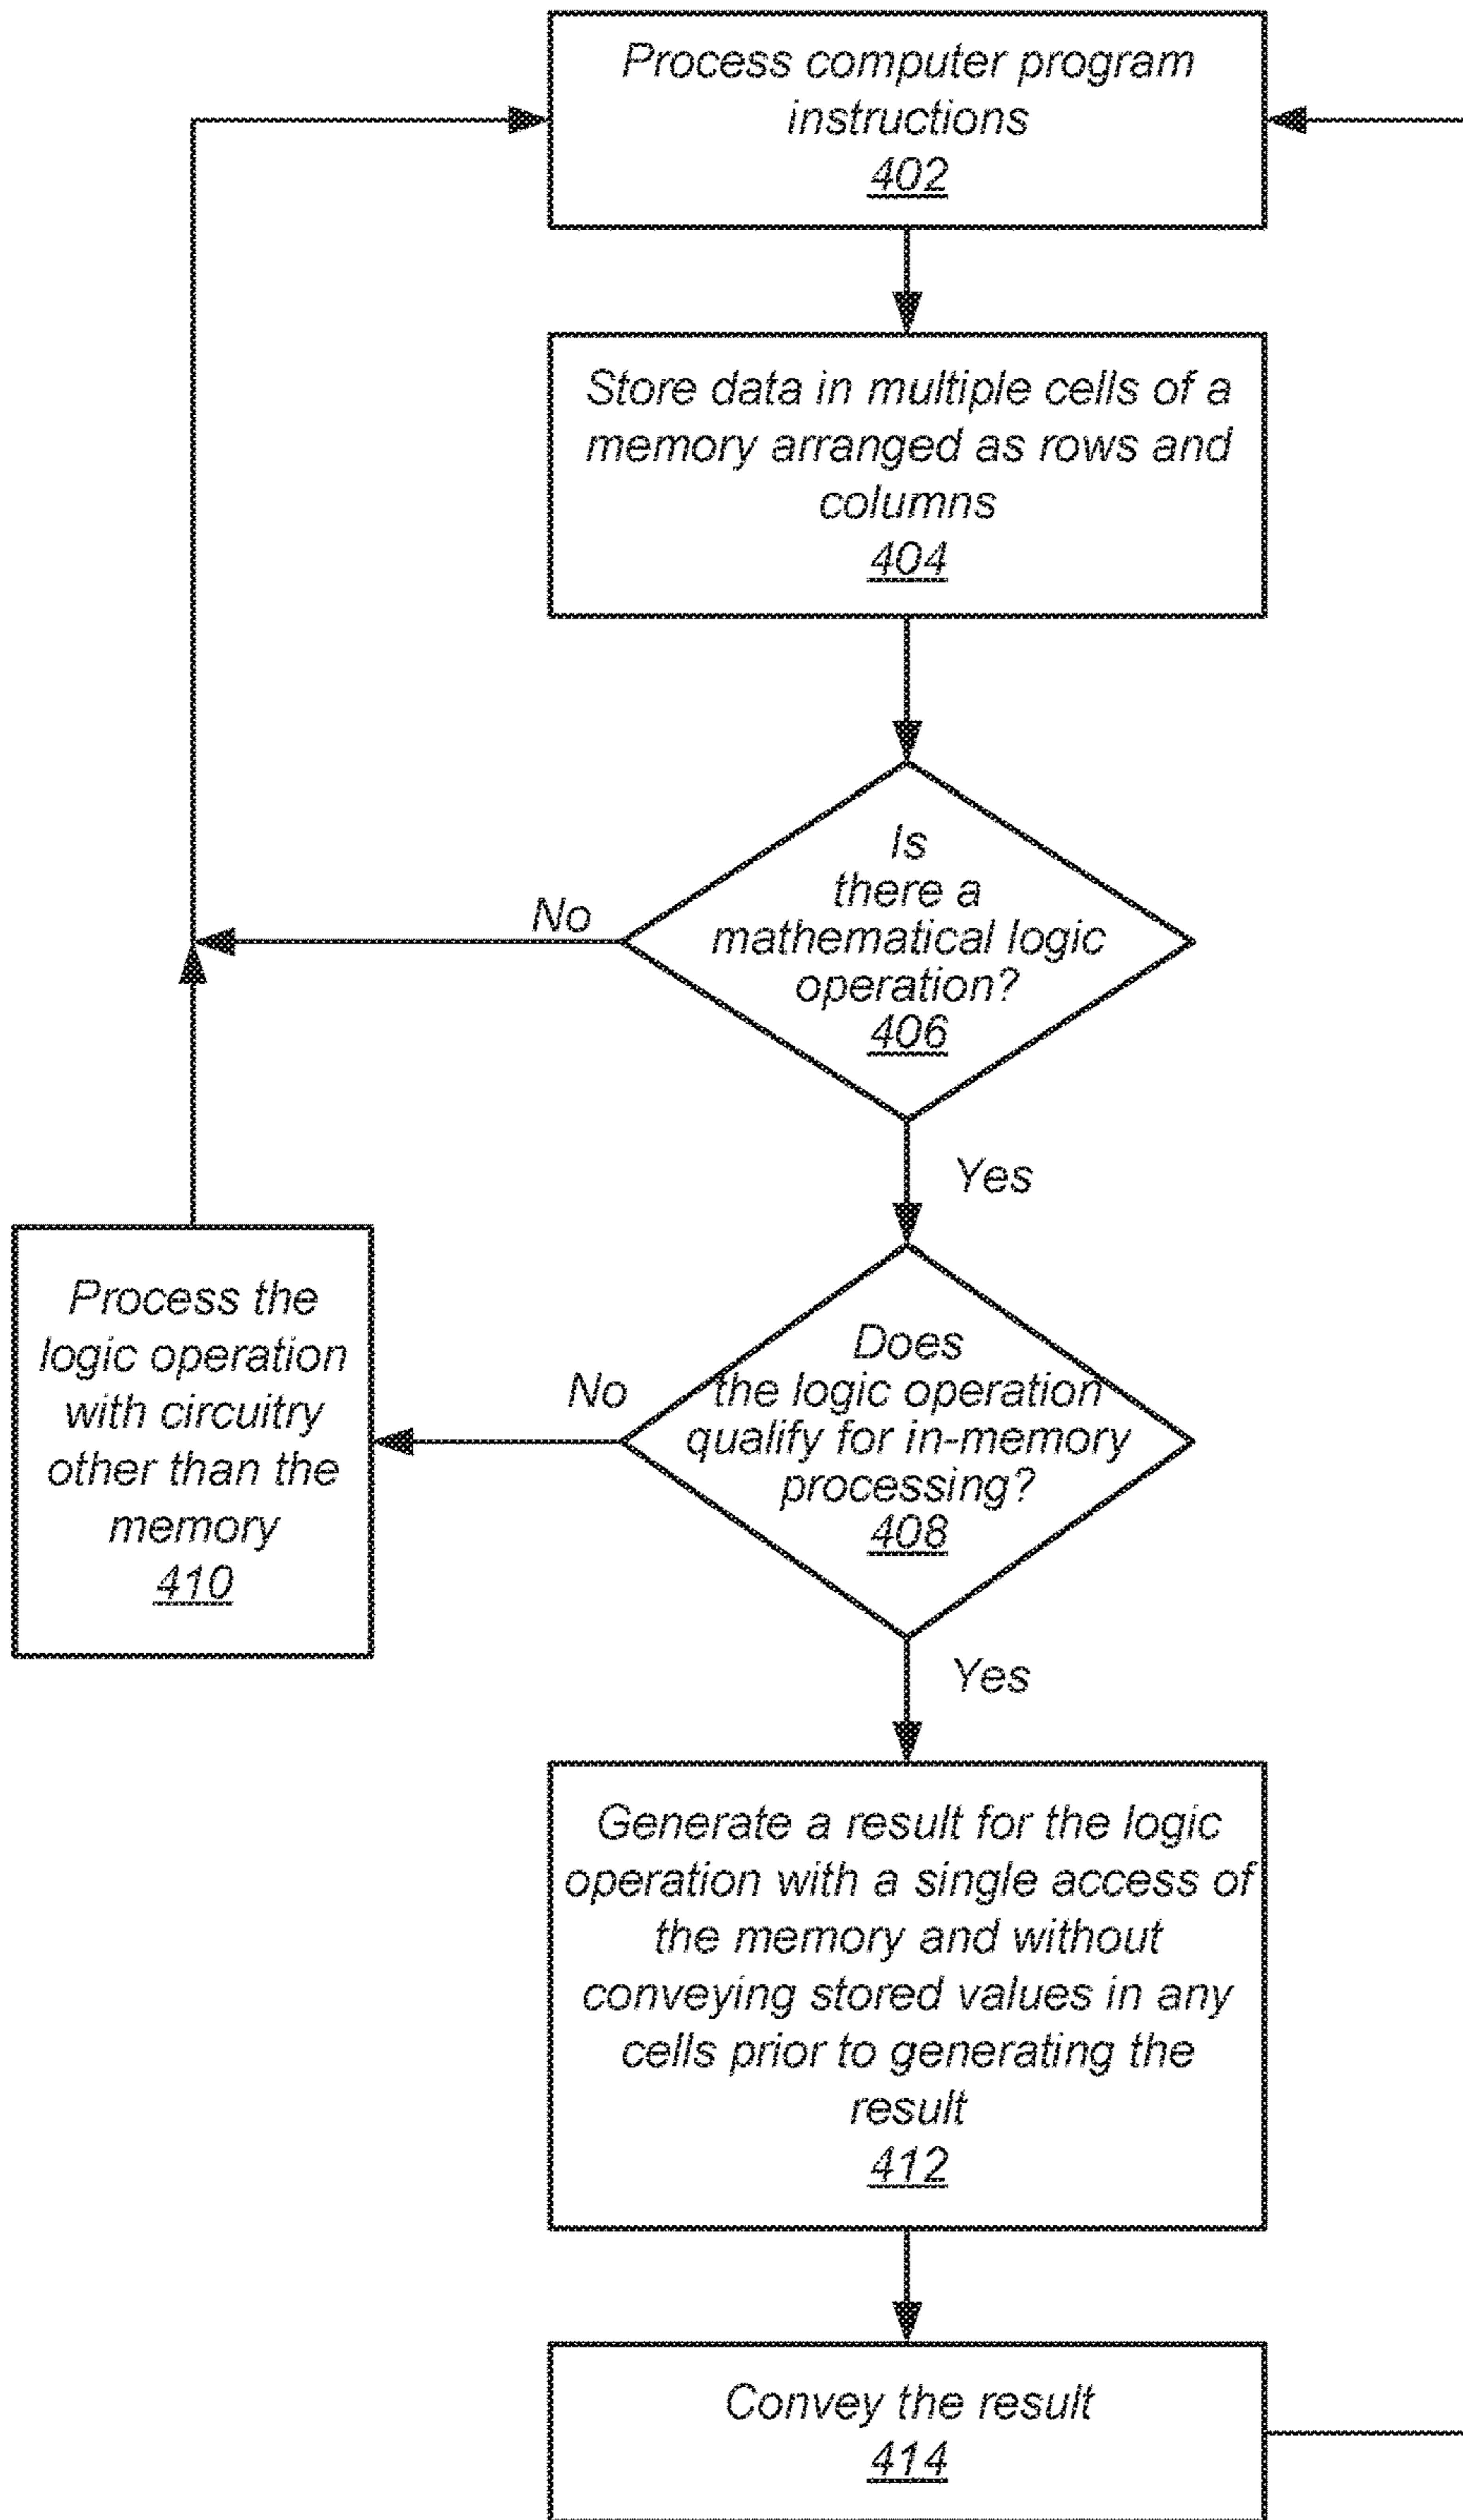 Process computer program
instructions
402
Store data in multiple cells of a
memory arranged as rows and
columns
404
Is
there a
mathematical logic
operation?
406
No
Yes
Does
the logic operation
qualify for in-memory
processing?
408
No
Process the
logic operation
with circuitry
other than the
memory
410
Yes
Generate a result for the logic
operation with a single access of
the memory and without
conveying stored values in any
cells prior to generating the
result
412
Convey the result
414